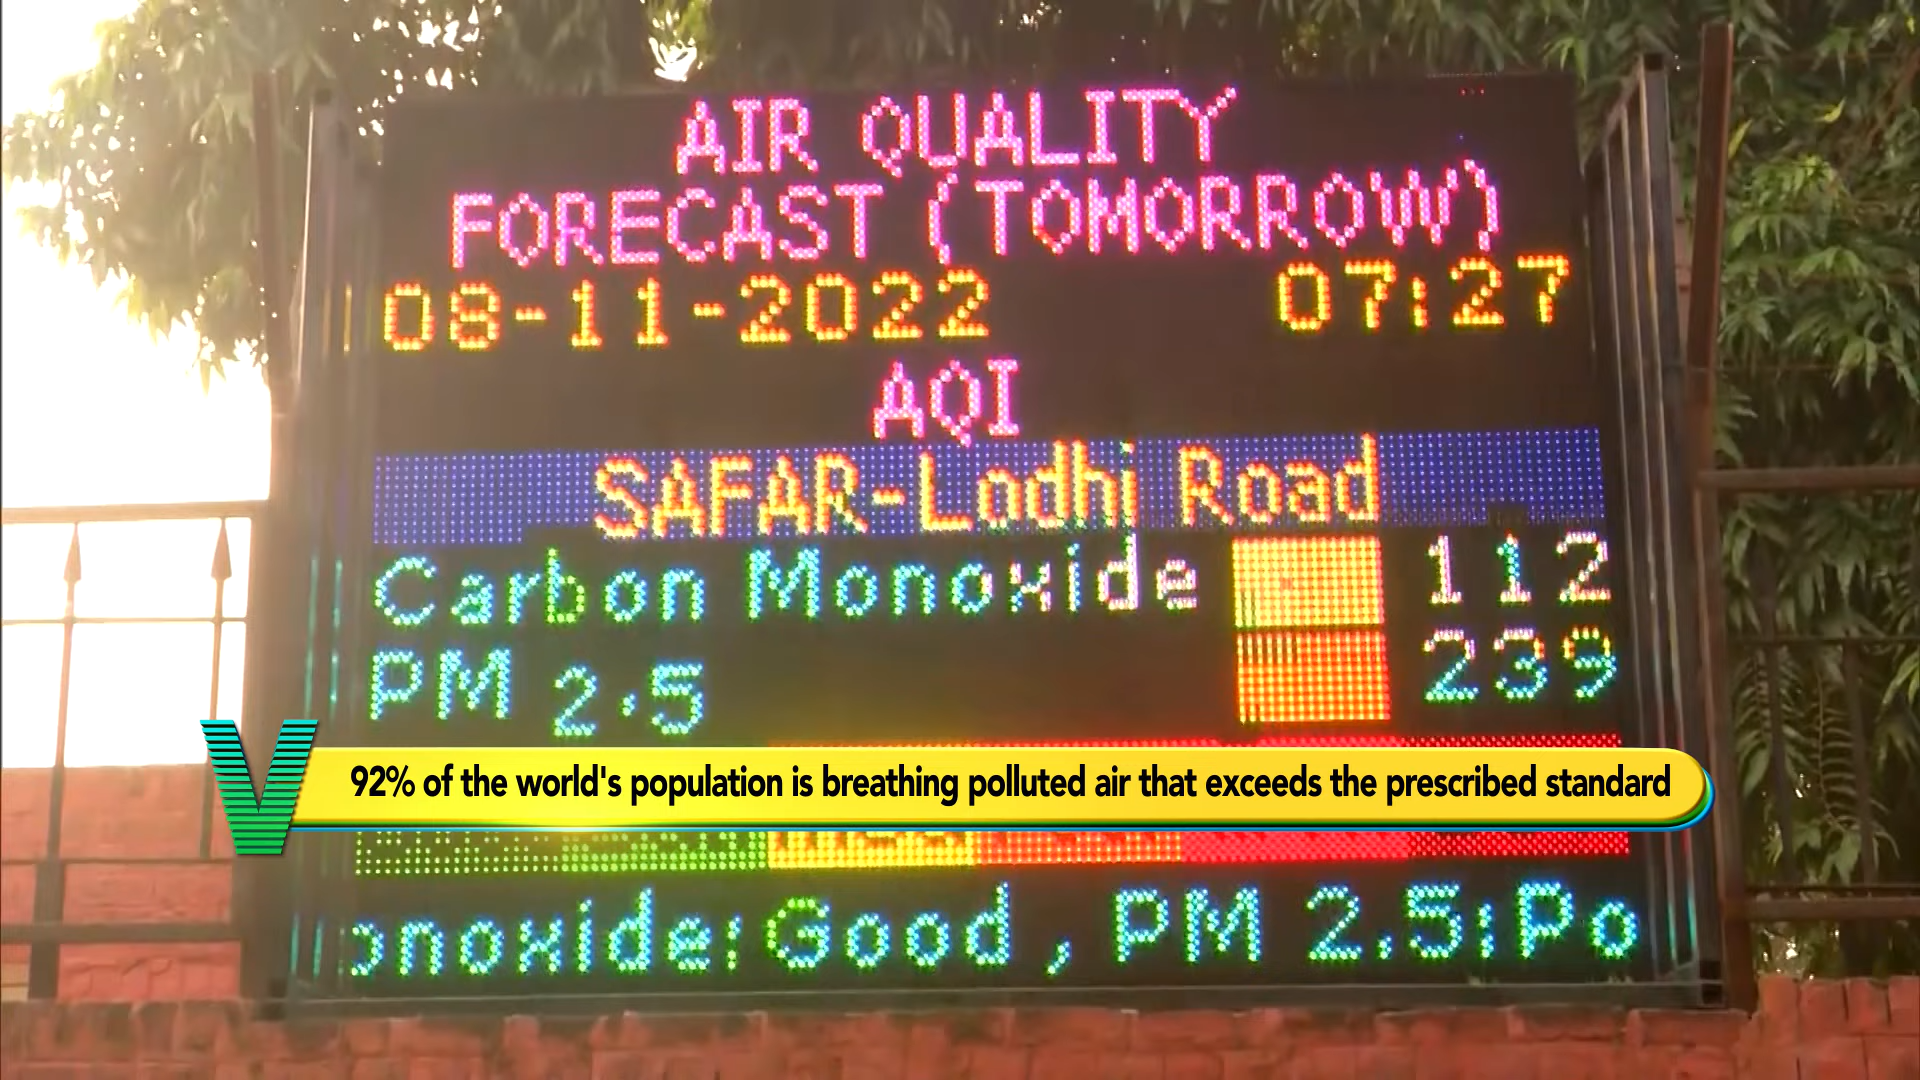 AIR QUALITY
FORECAST (TOMORROW)
08-11-2022 07:27
AQI
SAFAR-Lodhi Road
Carbon Monoxide 112
PM 2.5 239
V
92% of the world's population is breathing polluted air that exceeds the prescribed standard
onoxide:Good, PM 2.5:Po